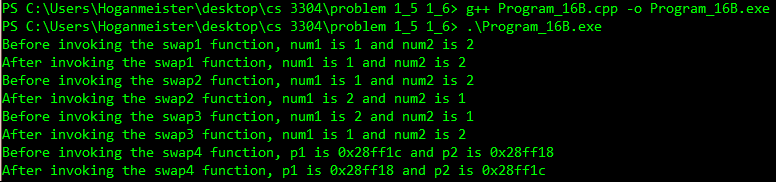 PS C:\Users\Hoganmeister\desktop\cs 3304\problem 1_5 1_6> g++ Program_16B.cpp -o Program_16B.exe
PS C:\Users\Hoganmeister\desktop\cs 3304\problem 1_5 1_6> .\Program_16B.exe
Before invoking the swap1 function, num1 is 1 and num2 is 2
After invoking the swap1 function, num1 is 1 and num2 is 2
Before invoking the swap2 function, num1 is 1 and num2 is 2
After invoking the swap2 function, num1 is 2 and num2 is 1
Before invoking the swap3 function, num1 is 2 and num2 is 1
After invoking the swap3 function, num1 is 1 and num2 is 2
Before invoking the swap4 function, p1 is 0x28ff1c and p2 is 0x28ff18
After invoking the swap4 function, p1 is 0x28ff18 and p2 is 0x28ff1c